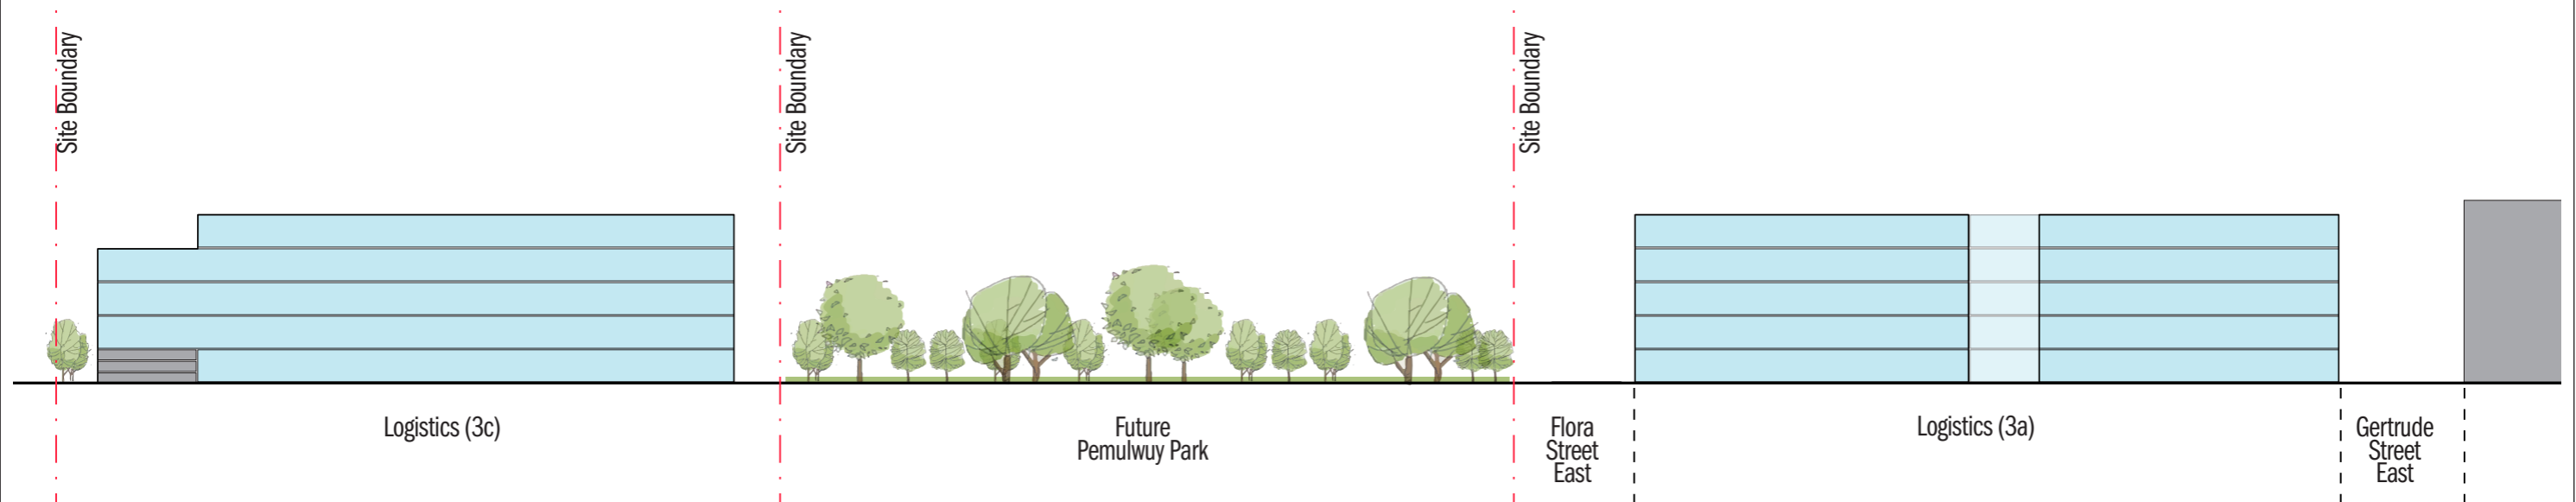 Site Boundary
Site Boundary
Site Boundary
Logistics (3c)
Future
Pemulwuy Park
Flora
Street
East
Logistics (3a)
Gertrude
Street
East